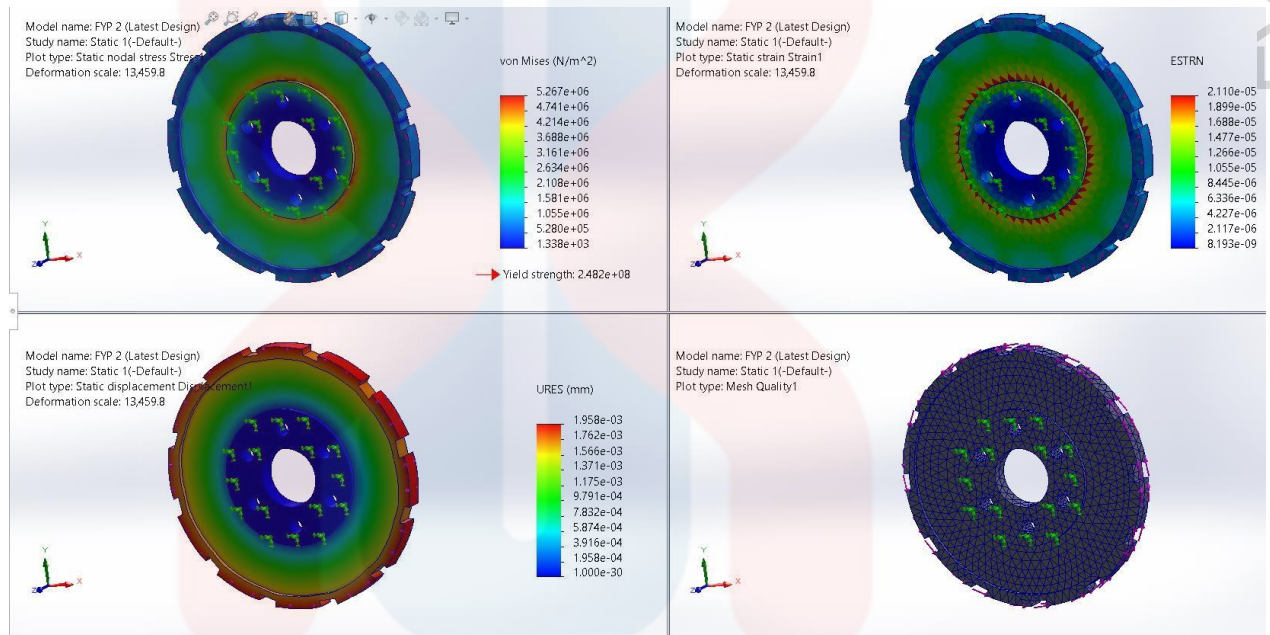 Model name: FYP 2 (Latest Design)
Study name: Static 1(-Default-)
Plot type: Static nodal stress Stress1
Deformation scale: 13,459.8
von Mises (N/m^2)
5.267e+06
4.741e+06
4.214e+06
3.688e+06
3.161e+06
2.634e+06
2.108e+06
1.581e+06
1.055e+06
5.280e+05
1.338e+03
Yield strength: 2.482e+08
Y
X
Z
Model name: FYP 2 (Latest Design)
Study name: Static 1(-Default-)
Plot type: Static strain Strain1
Deformation scale: 13,459.8
ESTRN
2.110e-05
1.899e-05
1.688e-05
1.477e-05
1.266e-05
1.055e-05
8.445e-06
6.336e-06
4.227e-06
2.117e-06
8.193e-09
Y
X
Z
Model name: FYP 2 (Latest Design)
Study name: Static 1(-Default-)
Plot type: Static displacement Displacement1
Deformation scale: 13,459.8
URES (mm)
1.958e-03
1.762e-03
1.566e-03
1.371e-03
1.175e-03
9.791e-04
7.832e-04
5.874e-04
3.916e-04
1.958e-04
1.000e-30
Y
X
Z
Model name: FYP 2 (Latest Design)
Study name: Static 1(-Default-)
Plot type: Mesh Quality1
Y
X
Z